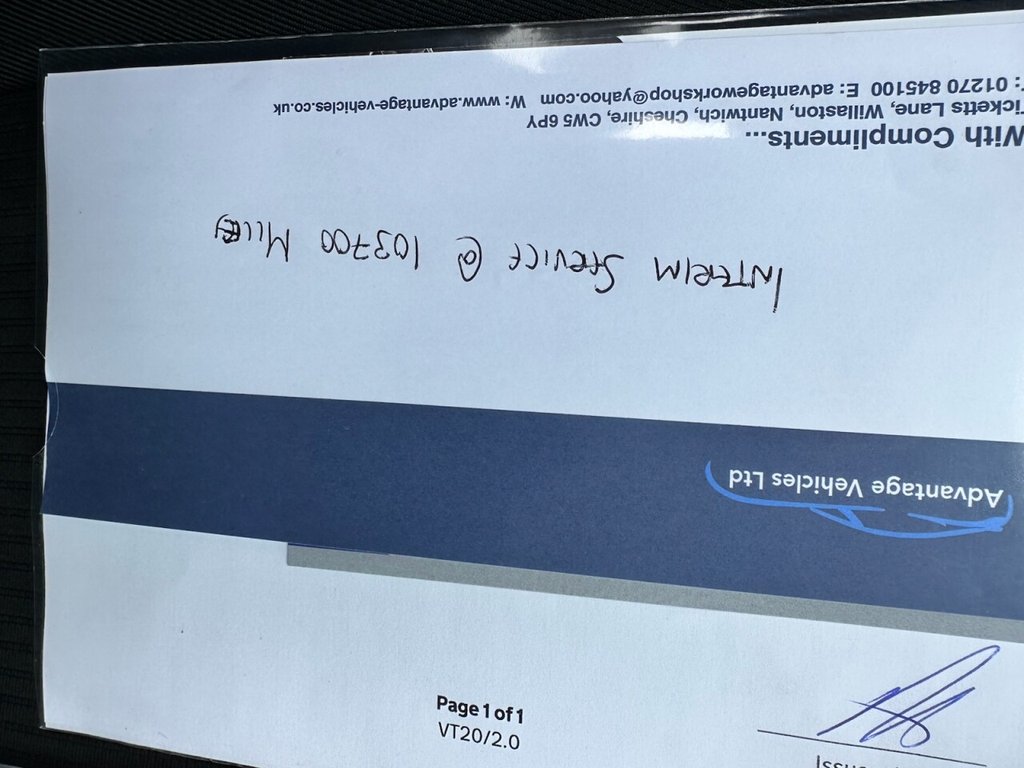 Advantage Vehicles Ltd
INTERIM SERVICE @ 103700 MILES
With Compliments...
Ticketts Lane, Willaston, Nantwich, Cheshire, CW5 6PY
T: 01270 845100 E: advantageworkshop@yahoo.com W: www.advantage-vehicles.co.uk
Page 1 of 1
VT20/2.0